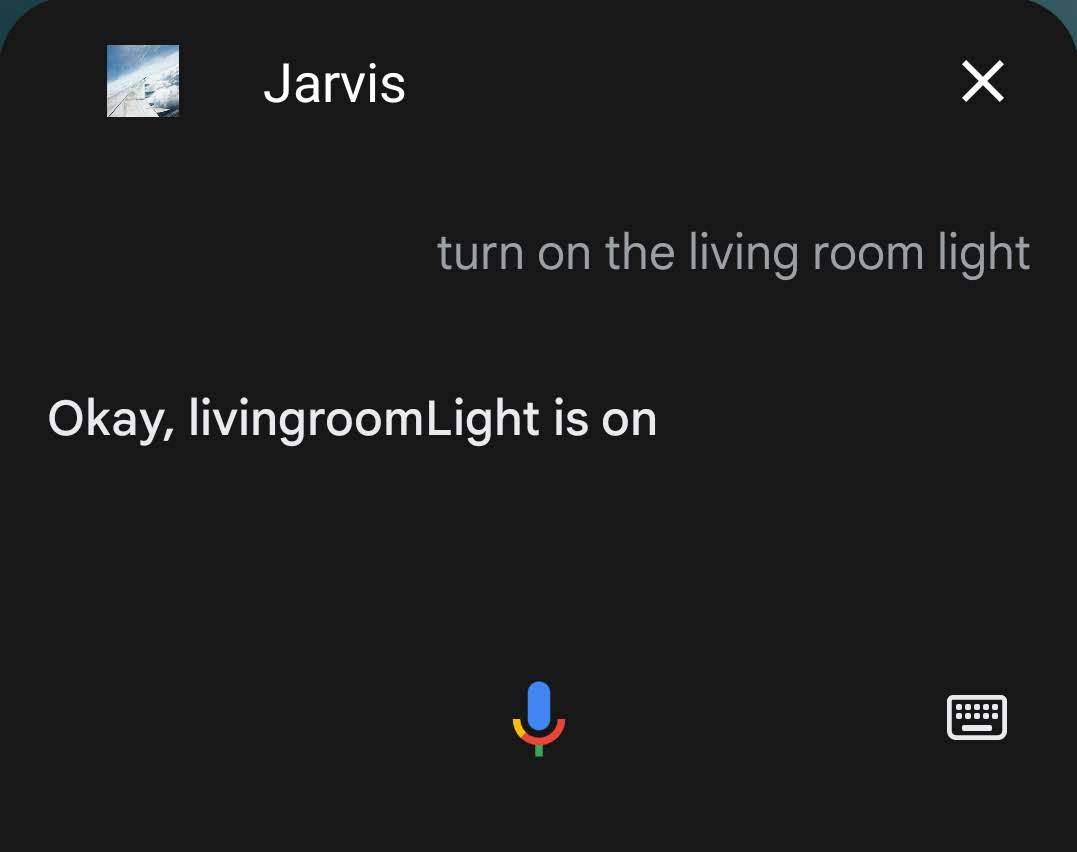 Jarvis
turn on the living room light
Okay, livingroomLight is on